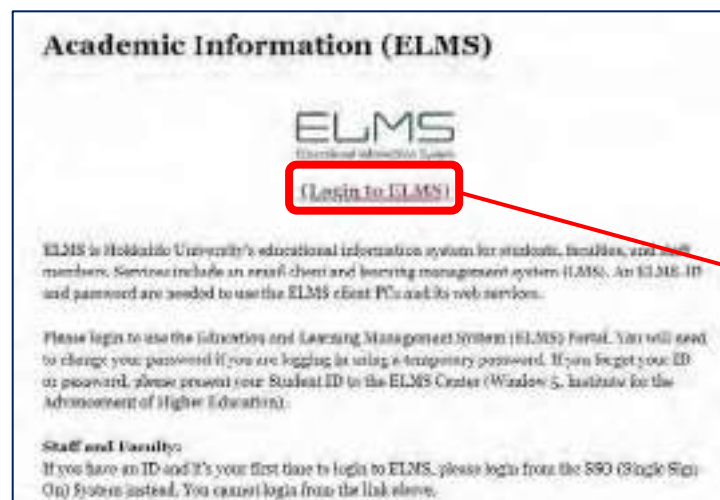 Academic Information (ELMS)
ELMS
Educational Information System
(Login to ELMS)
ELMS is Hokkaido University's educational information system for students, faculties, and staff
members. Services include an email client and learning management system (LMS). An ELMS ID
and password are needed to use the ELMS client PCs and its web services.
Please login to use the Education and Learning Management System (ELMS) Portal. You will need
to change your password if you are logging in using a temporary password. If you forget your ID
or password, please present your Student ID to the ELMS Center (Window 5, Institute for the
Advancement of Higher Education).
Staff and Faculty:
If you have an ID and it's your first time to login to ELMS, please login from the SSO (Single Sign-
On) System instead. You cannot login from the link above.